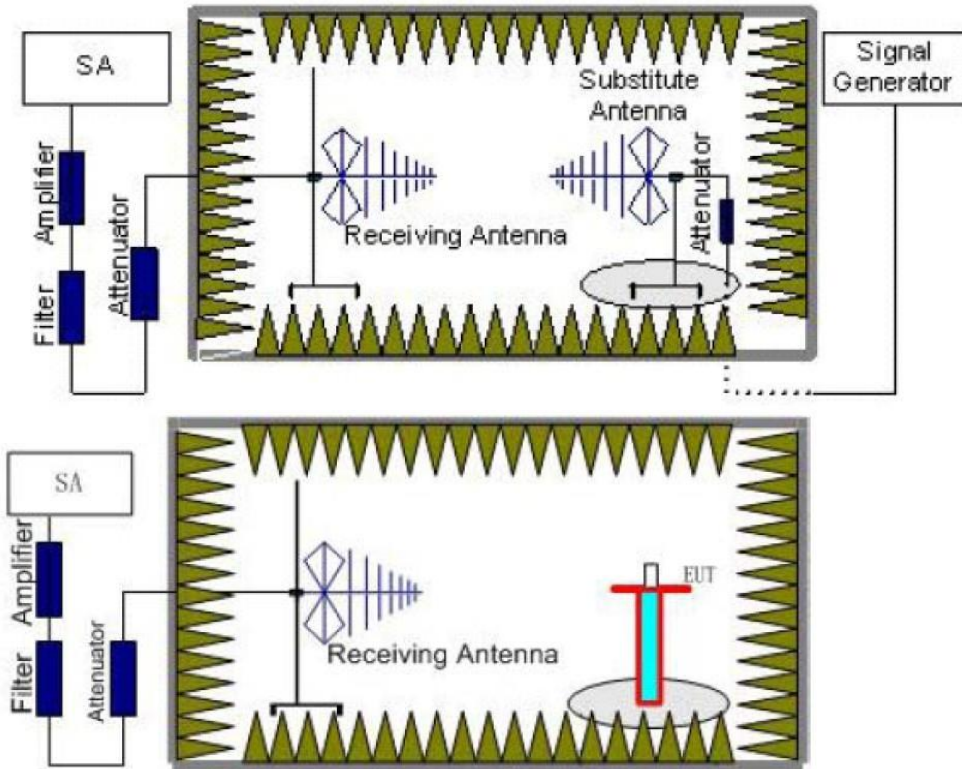 SA
Signal
Generator
Substitute
Antenna
Amplifier
Attenuator
Receiving Antenna
Filter
Attenuator
SA
Amplifier
EUT
Receiving Antenna
Filter
Attenuator